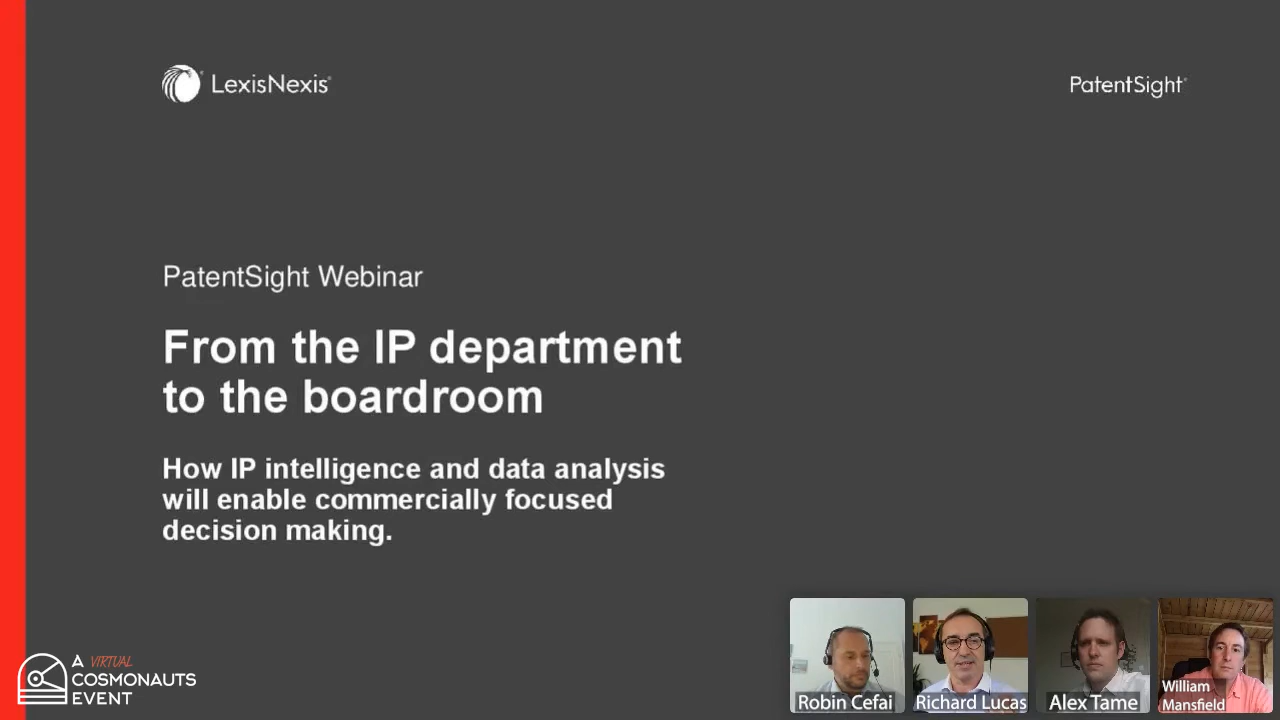 LexisNexis
PatentSight
PatentSight Webinar
From the IP department
to the boardroom
How IP intelligence and data analysis
will enable commercially focused
decision making.
A VIRTUAL
COSMONAUTS
EVENT
Robin Cefai
Richard Lucas
Alex Tame
William
Mansfield